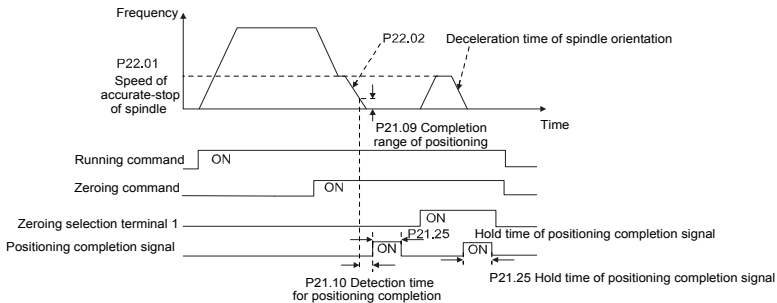 Frequency
P22.02
Deceleration time of spindle orientation
P22.01
Speed of
accurate-stop
of spindle
Time
P21.09 Completion
range of positioning
Running command
ON
Zeroing command
ON
Zeroing selection terminal 1
ON
P21.25
Hold time of positioning completion signal
Positioning completion signal
ON
ON
P21.10 Detection time
for positioning completion
P21.25 Hold time of positioning completion signal